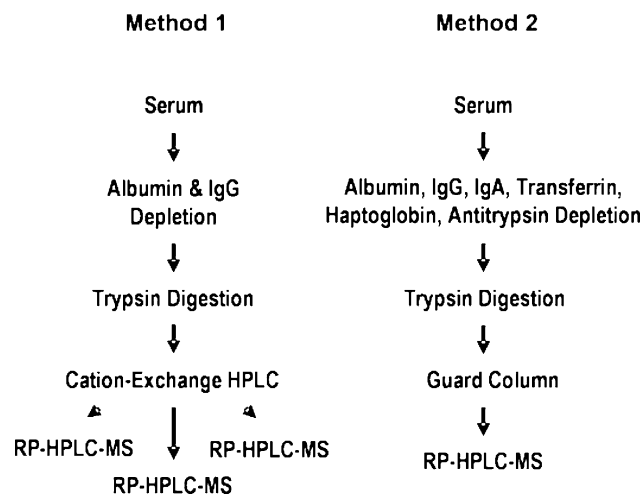 Method 1
Serum
Albumin & IgG
Depletion
Trypsin Digestion
Cation-Exchange HPLC
RP-HPLC-MS
RP-HPLC-MS
RP-HPLC-MS
Method 2
Serum
Albumin, IgG, IgA, Transferrin,
Haptoglobin, Antitrypsin Depletion
Trypsin Digestion
Guard Column
RP-HPLC-MS